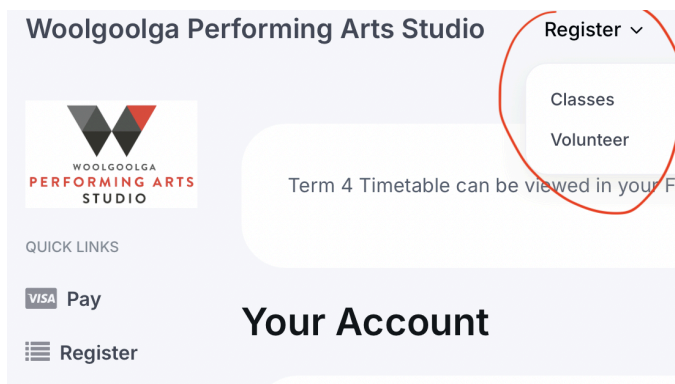 Woolgoolga Performing Arts Studio
Register
Classes
Volunteer
WOOLGOOLGA
PERFORMING ARTS
STUDIO
Term 4 Timetable can be viewed in your F
QUICK LINKS
VISA Pay
Register
Your Account